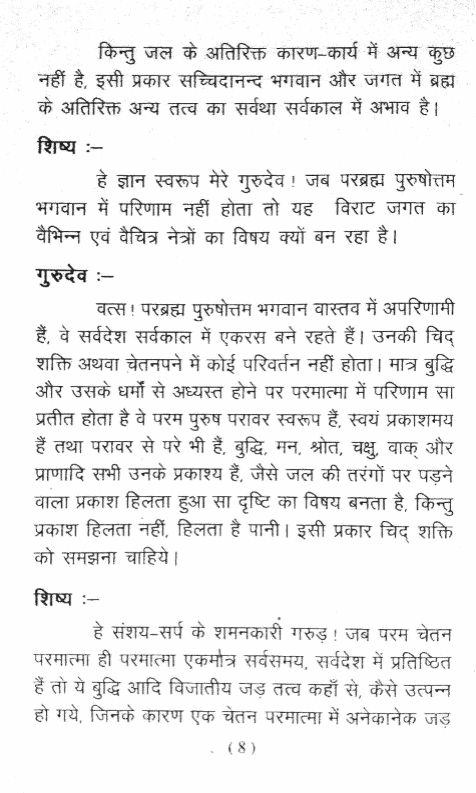 किन्तु जल के अतिरिक्त कारण–कार्य में अन्य कुछ
नहीं है, इसी प्रकार सच्चिदानन्द भगवान और जगत में ब्रह्म
के अतिरिक्त अन्य तत्व का सर्वथा सर्वकाल में अभाव है।
शिष्य :–
हे ज्ञान स्वरूप मेरे गुरुदेव ! जब परब्रह्म पुरुषोत्तम
भगवान में परिणाम नहीं होता तो यह विराट जगत का
वैभिन्न एवं वैचित्र नेत्रों का विषय क्यों बन रहा है।
गुरुदेव :–
वत्स ! परब्रह्म पुरुषोत्तम भगवान वास्तव में अपरिणामी
हैं, वे सर्वदेश सर्वकाल में एकरस बने रहते हैं। उनकी चिद्
शक्ति अथवा चेतनपने में कोई परिवर्तन नहीं होता। मात्र बुद्धि
और उसके धर्मों से अध्यस्त होने पर परमात्मा में परिणाम सा
प्रतीत होता है वे परम पुरुष परावर स्वरूप हैं, स्वयं प्रकाशमय
हैं तथा परावर से परे भी हैं, बुद्धि, मन, श्रोत, चक्षु, वाक् और
प्राणादि सभी उनके प्रकाश्य हैं, जैसे जल की तरंगों पर पड़ने
वाला प्रकाश हिलता हुआ सा दृष्टि का विषय बनता है, किन्तु
प्रकाश हिलता नहीं, हिलता है पानी। इसी प्रकार चिद् शक्ति
को समझना चाहिये।
शिष्य :–
हे संशय–सर्प के शमनकारी गरुड़ ! जब परम चेतन
परमात्मा ही परमात्मा एकमात्र सर्वसमय, सर्वदेश में प्रतिष्ठित
हैं तो ये बुद्धि आदि विजातीय जड़ तत्व कहाँ से, कैसे उत्पन्न
हो गये, जिनके कारण एक चेतन परमात्मा में अनेकानेक जड़
(8)